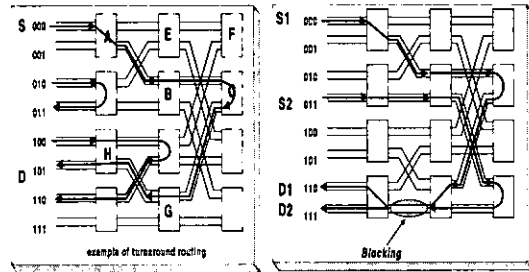 S 000 A E F
001
010 B
011
100
H
101
D
110 G
111
example of turnaround routing
S1 000
001
010
S2 011
100
101
D1 110
D2 111
Blocking